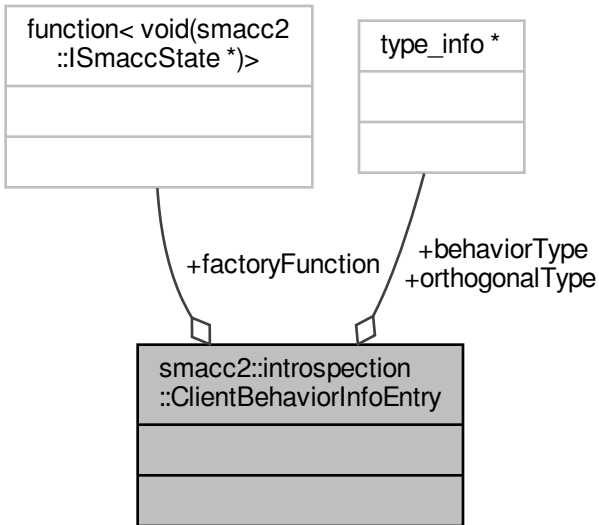 function< void(smacc2
::ISmaccState *)>
type_info *
+factoryFunction
+behaviorType
+orthogonalType
smacc2::introspection
::ClientBehaviorInfoEntry